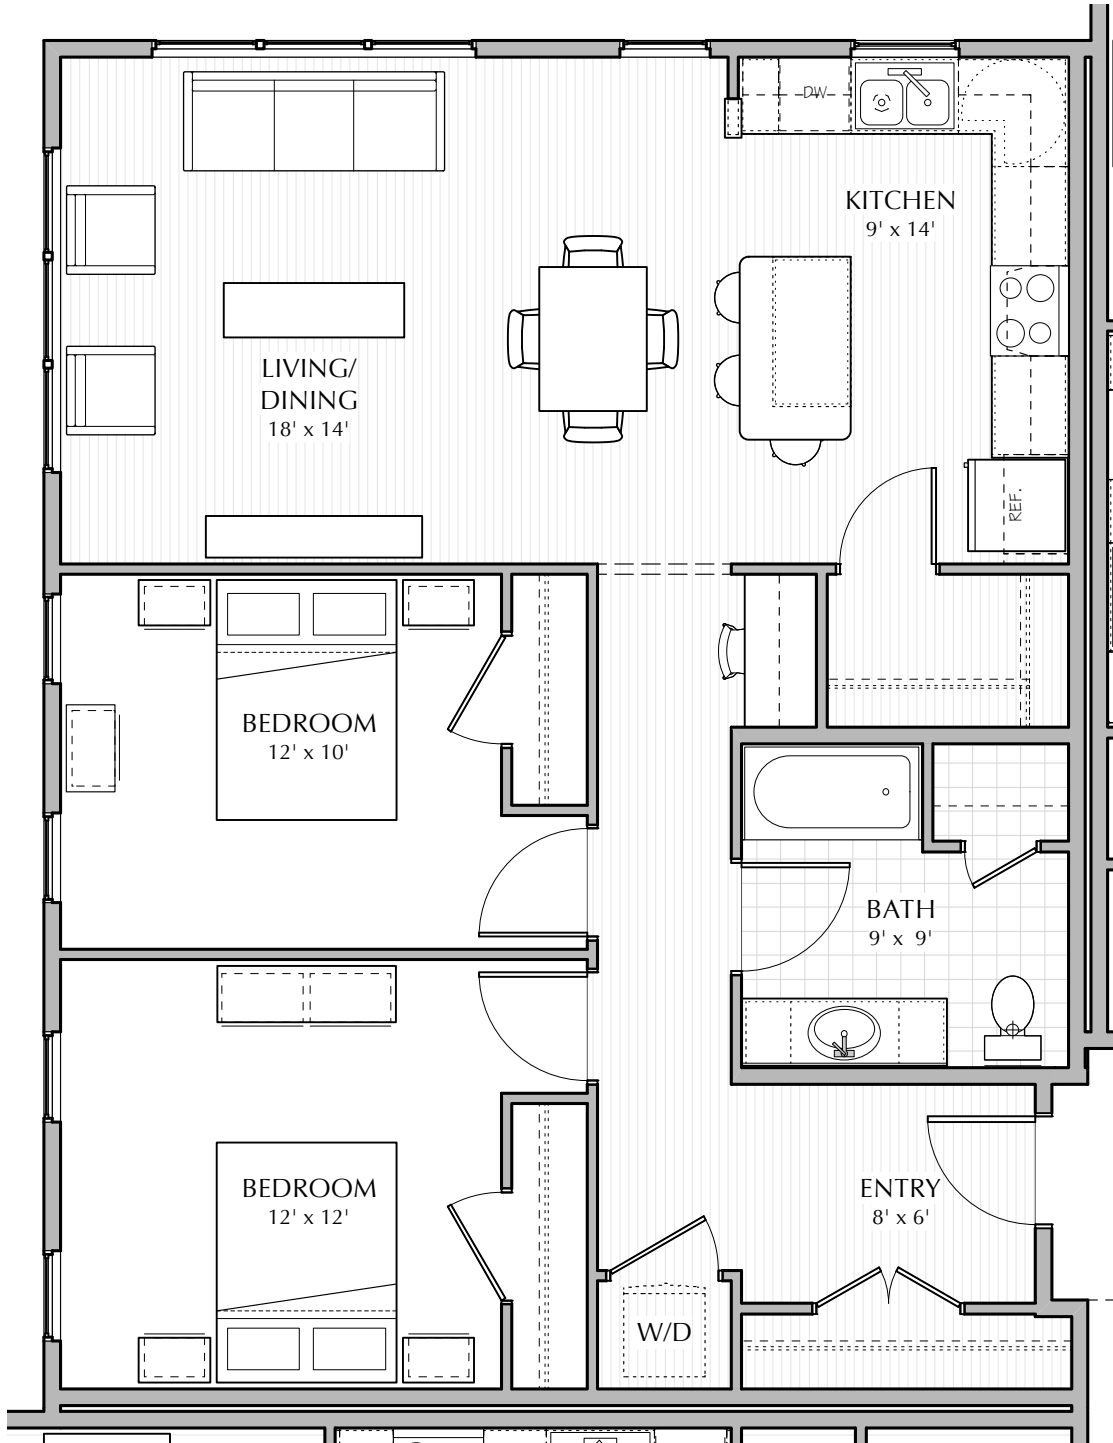 DW
KITCHEN
9' x 14'
LIVING/
DINING
18' x 14'
REF.
BEDROOM
12' x 10'
BATH
9' x 9'
BEDROOM
12' x 12'
ENTRY
8' x 6'
W/D